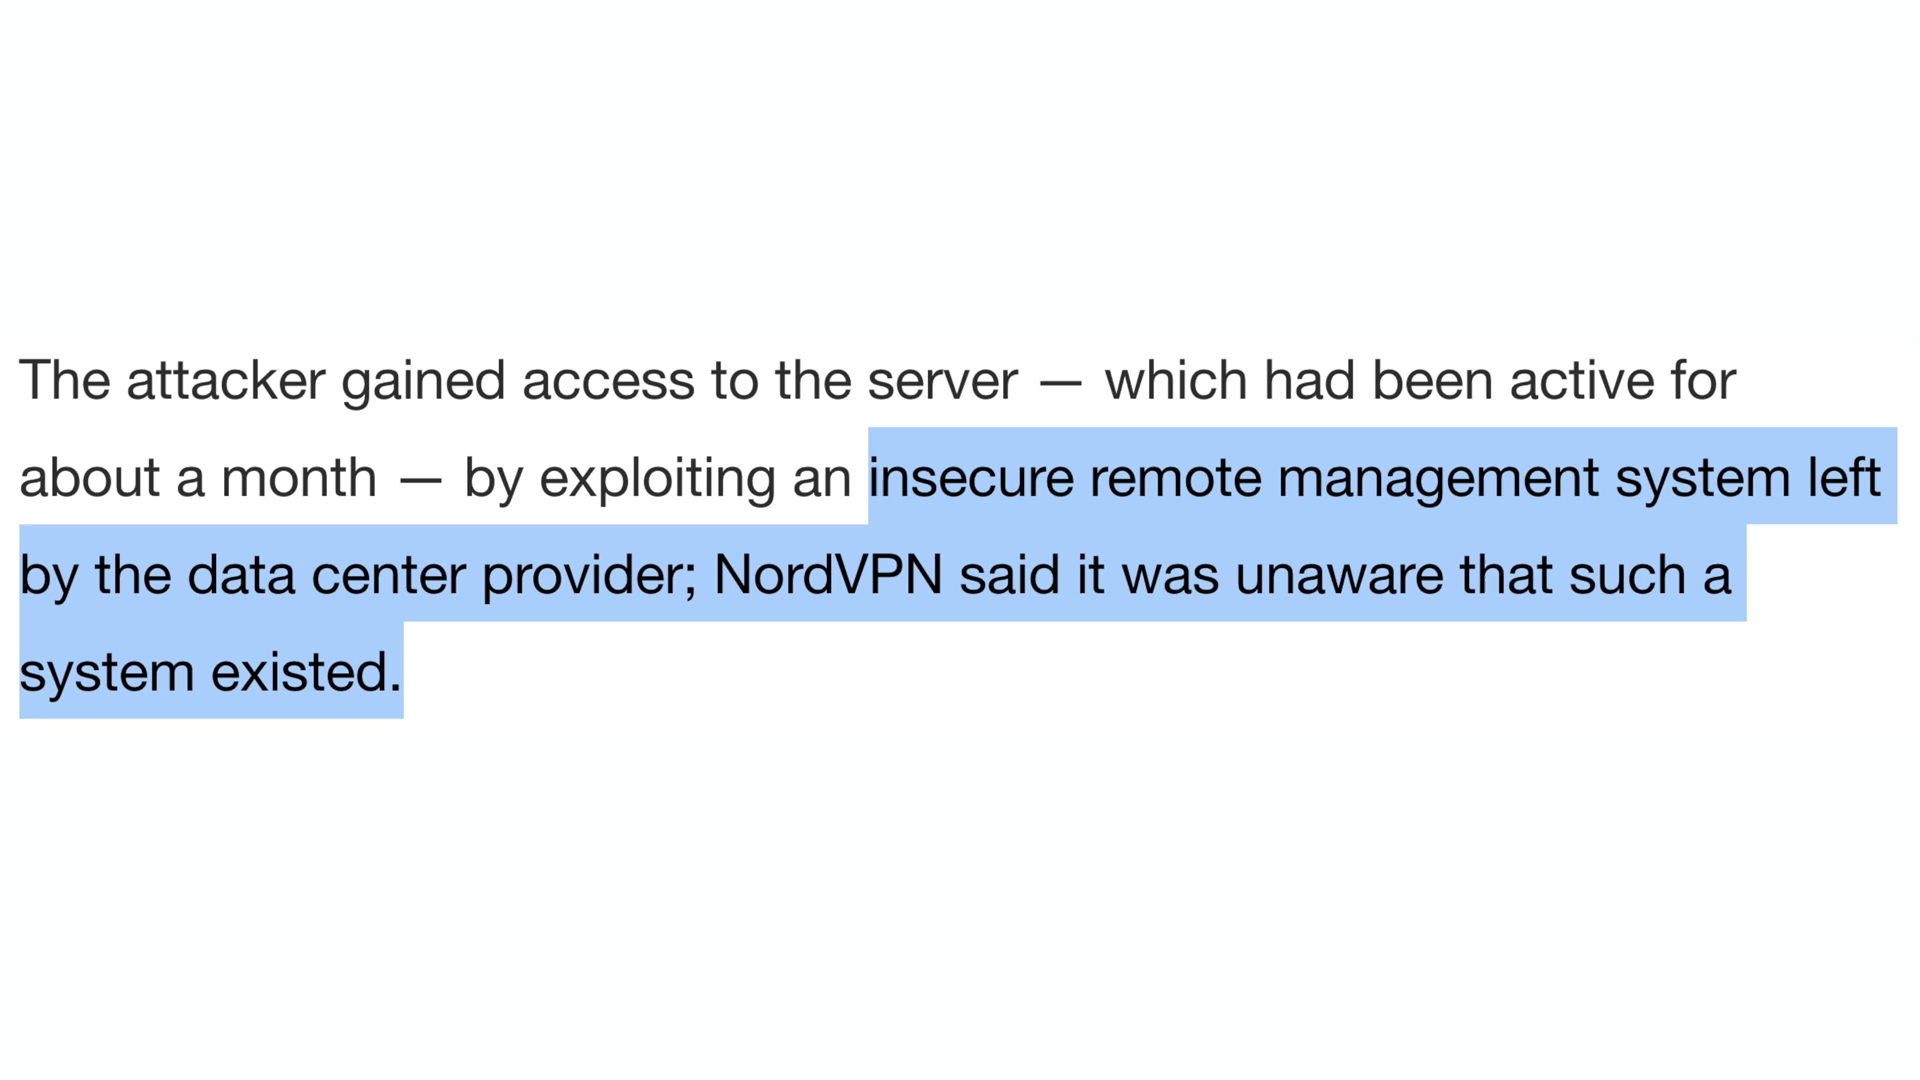 The attacker gained access to the server — which had been active for
about a month — by exploiting an insecure remote management system left
by the data center provider; NordVPN said it was unaware that such a
system existed.